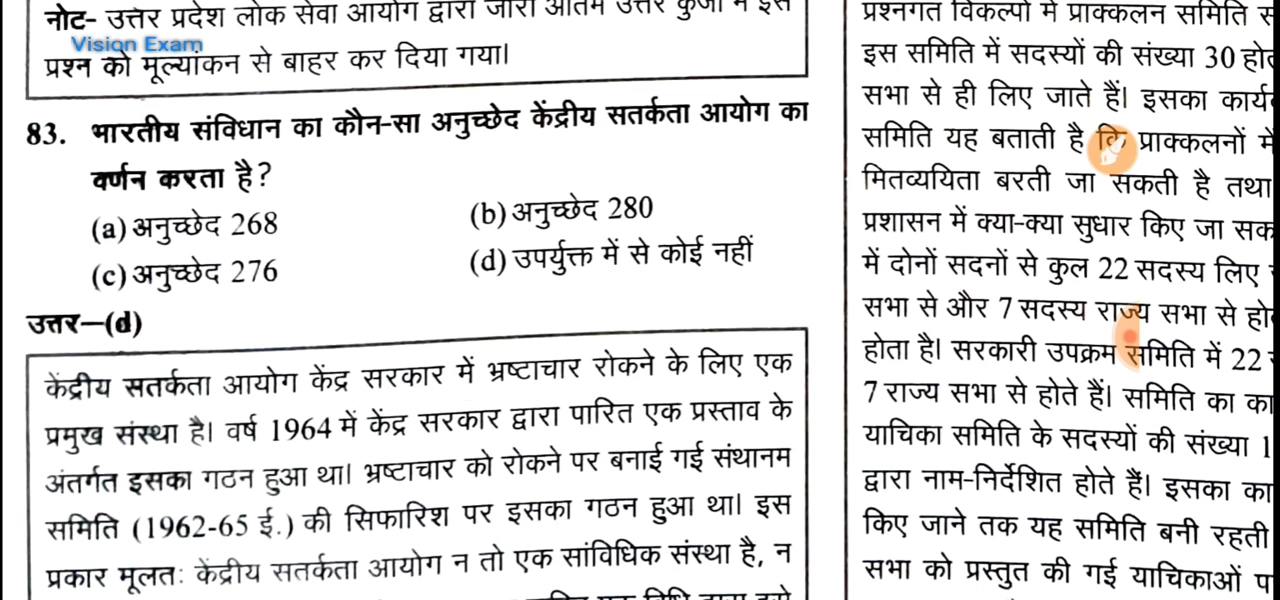 नोट- उत्तर प्रदेश लोक सेवा आयोग द्वारा जारी अंतिम उत्तर कुंजी में इस
Vision Exam
प्रश्न को मूल्यांकन से बाहर कर दिया गया।
83. भारतीय संविधान का कौन-सा अनुच्छेद केंद्रीय सतर्कता आयोग का
वर्णन करता है?
(a) अनुच्छेद 268 (b) अनुच्छेद 280
(c) अनुच्छेद 276 (d) उपर्युक्त में से कोई नहीं
उत्तर—(d)
केंद्रीय सतर्कता आयोग केंद्र सरकार में भ्रष्टाचार रोकने के लिए एक
प्रमुख संस्था है। वर्ष 1964 में केंद्र सरकार द्वारा पारित एक प्रस्ताव के
अंतर्गत इसका गठन हुआ था। भ्रष्टाचार को रोकने पर बनाई गई संथानम
समिति (1962-65 ई.) की सिफारिश पर इसका गठन हुआ था। इस
प्रकार मूलतः केंद्रीय सतर्कता आयोग न तो एक सांविधिक संस्था है, न
प्रश्नगत विकल्पों में प्राक्कलन समिति
इस समिति में सदस्यों की संख्या 30
सभा से ही लिए जाते हैं। इसका
समिति यह बताती है कि प्राक्कलनों में
मितव्ययिता बरती जा सकती है तथा
प्रशासन में क्या-क्या सुधार किए जा
में दोनों सदनों से कुल 22 सदस्य लिए
सभा से और 7 सदस्य राज्य सभा से
होता है। सरकारी उपक्रम समिति में 22
7 राज्य सभा से होते हैं। समिति का
याचिका समिति के सदस्यों की संख्या
द्वारा नाम-निर्देशित होते हैं। इसका
किए जाने तक यह समिति बनी रहती
सभा को प्रस्तुत की गई याचिकाओं